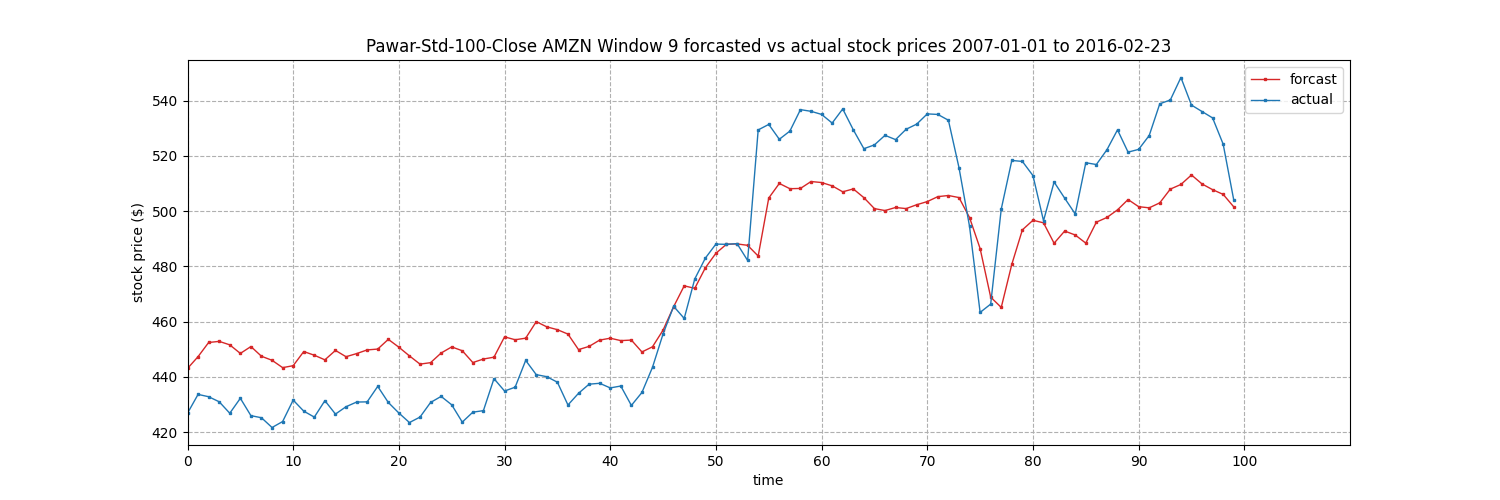 Pawar-Std-100-Close AMZN Window 9 forcasted vs actual stock prices 2007-01-01 to 2016-02-23
forcast
actual
stock price ($)
540
520
500
480
460
440
420
0 10 20 30 40 50 60 70 80 90 100
time